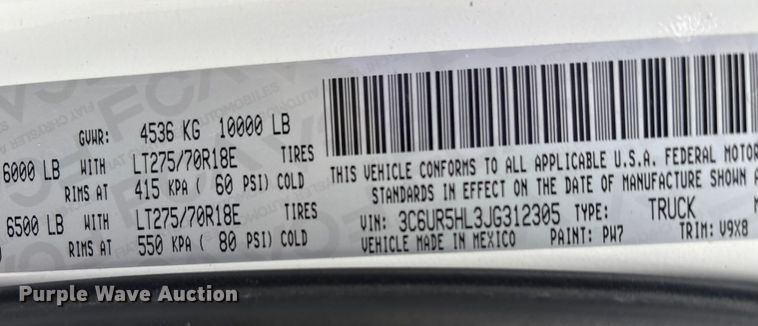 GVWR: 4536 KG 10000 LB
6000 LB WITH LT275/70R18E TIRES
RIMS AT 415 KPA ( 60 PSI) COLD
6500 LB WITH LT275/70R18E TIRES
RIMS AT 550 KPA ( 80 PSI) COLD
THIS VEHICLE CONFORMS TO ALL APPLICABLE U.S.A. FEDERAL MOTOR
STANDARDS IN EFFECT ON THE DATE OF MANUFACTURE SHOWN A
VIN: 3C6UR5HL3JG312305 TYPE: TRUCK
VEHICLE MADE IN MEXICO PAINT: PW7 TRIM: V9X8
Purple Wave Auction